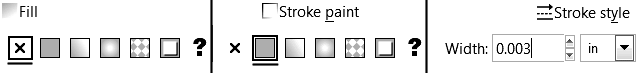 Fill
Stroke paint
Stroke style
?
?
Width: 0.003 in